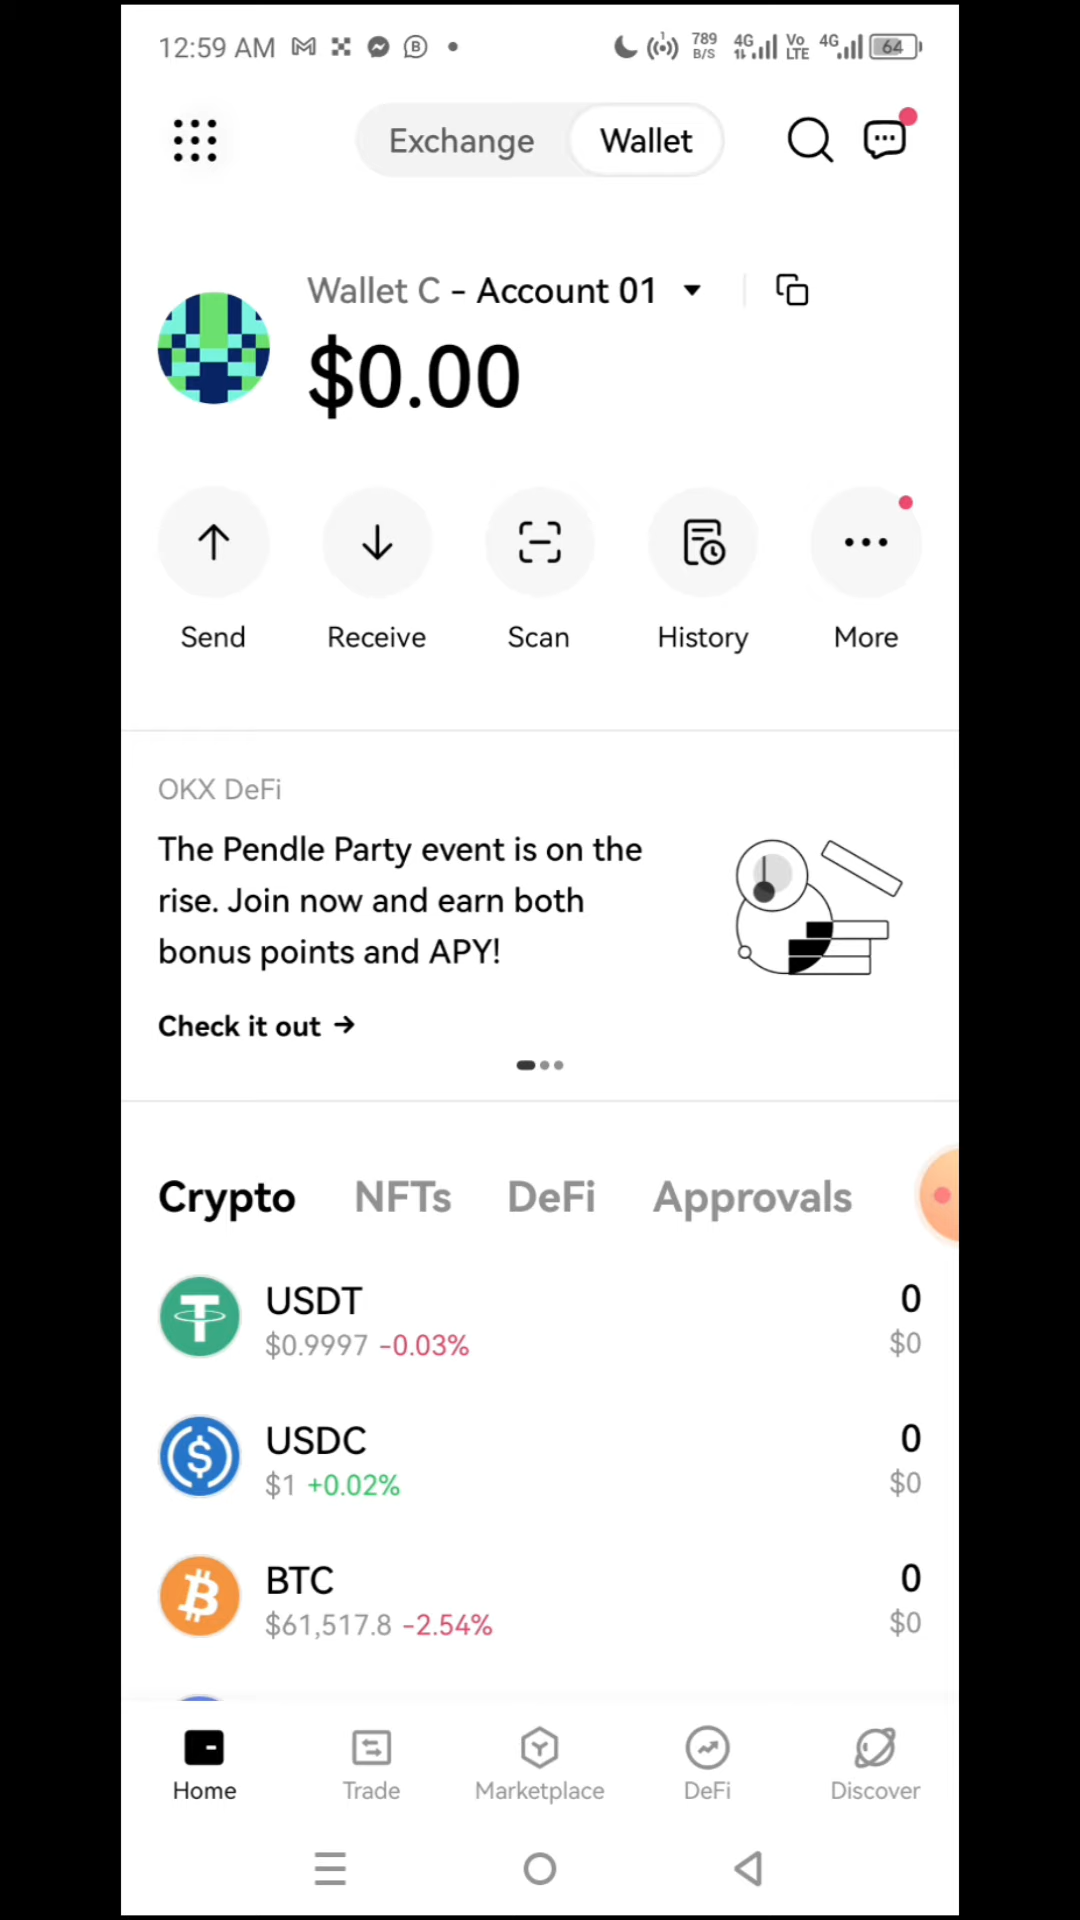 12:59 AM 789 B/S 4G Vo LTE 4G 64
Exchange Wallet
Wallet C - Account 01
$0.00
Send Receive Scan History More
OKX DeFi
The Pendle Party event is on the
rise. Join now and earn both
bonus points and APY!
Check it out →
Crypto NFTs DeFi Approvals
USDT 0
$0.9997 -0.03% $0
USDC 0
$1 +0.02% $0
BTC 0
$61,517.8 -2.54% $0
Home Trade Marketplace DeFi Discover